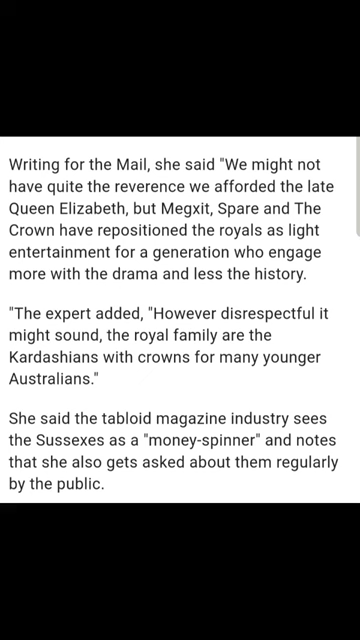 Writing for the Mail, she said "We might not
have quite the reverence we afforded the late
Queen Elizabeth, but Megxit, Spare and The
Crown have repositioned the royals as light
entertainment for a generation who engage
more with the drama and less the history.
"The expert added, "However disrespectful it
might sound, the royal family are the
Kardashians with crowns for many younger
Australians."
She said the tabloid magazine industry sees
the Sussexes as a "money-spinner" and notes
that she also gets asked about them regularly
by the public.